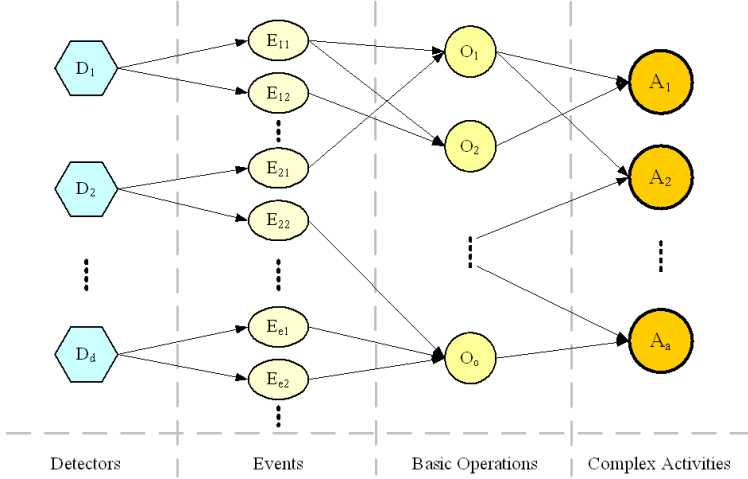 D1
E11
O1
A1
E12
D2
E21
O2
A2
E22
Dd
Ee1
Oo
Aa
Ee2
Detectors
Events
Basic Operations
Complex Activities